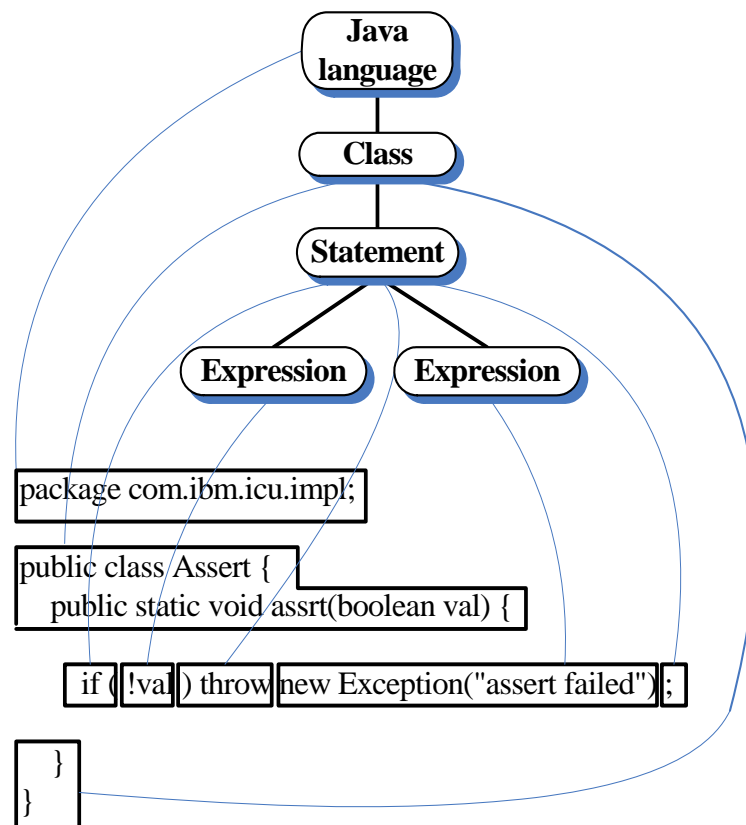 Java
language
Class
Statement
Expression Expression
package com.ibm.icu.impl;
public class Assert {
public static void assrt(boolean val) {
if ( !val ) throw new Exception("assert failed") ;
}
}